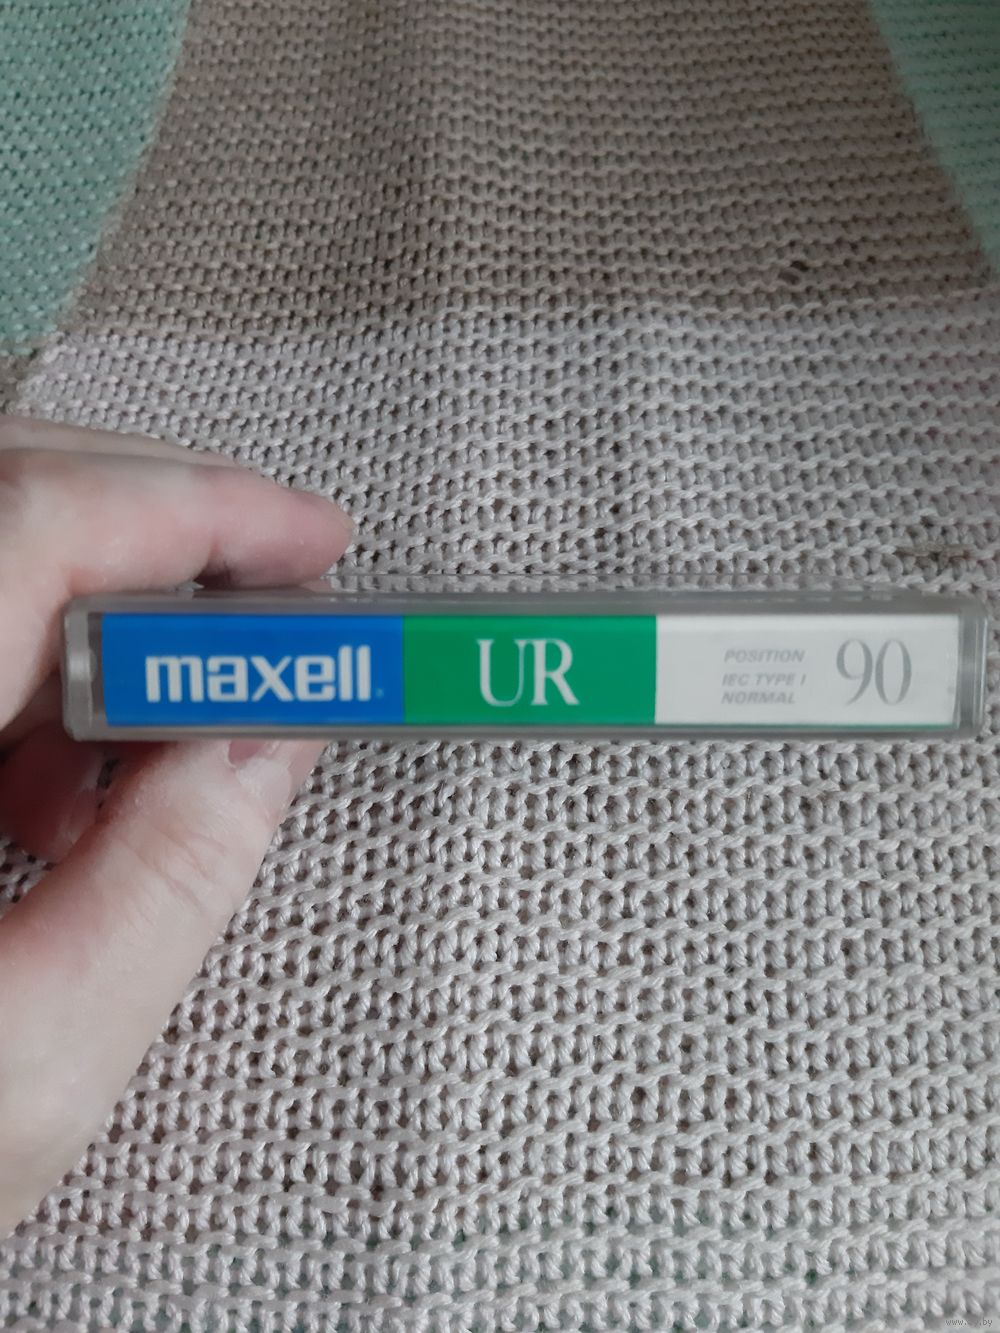 maxell UR POSITION 90
IEC TYPE I
NORMAL